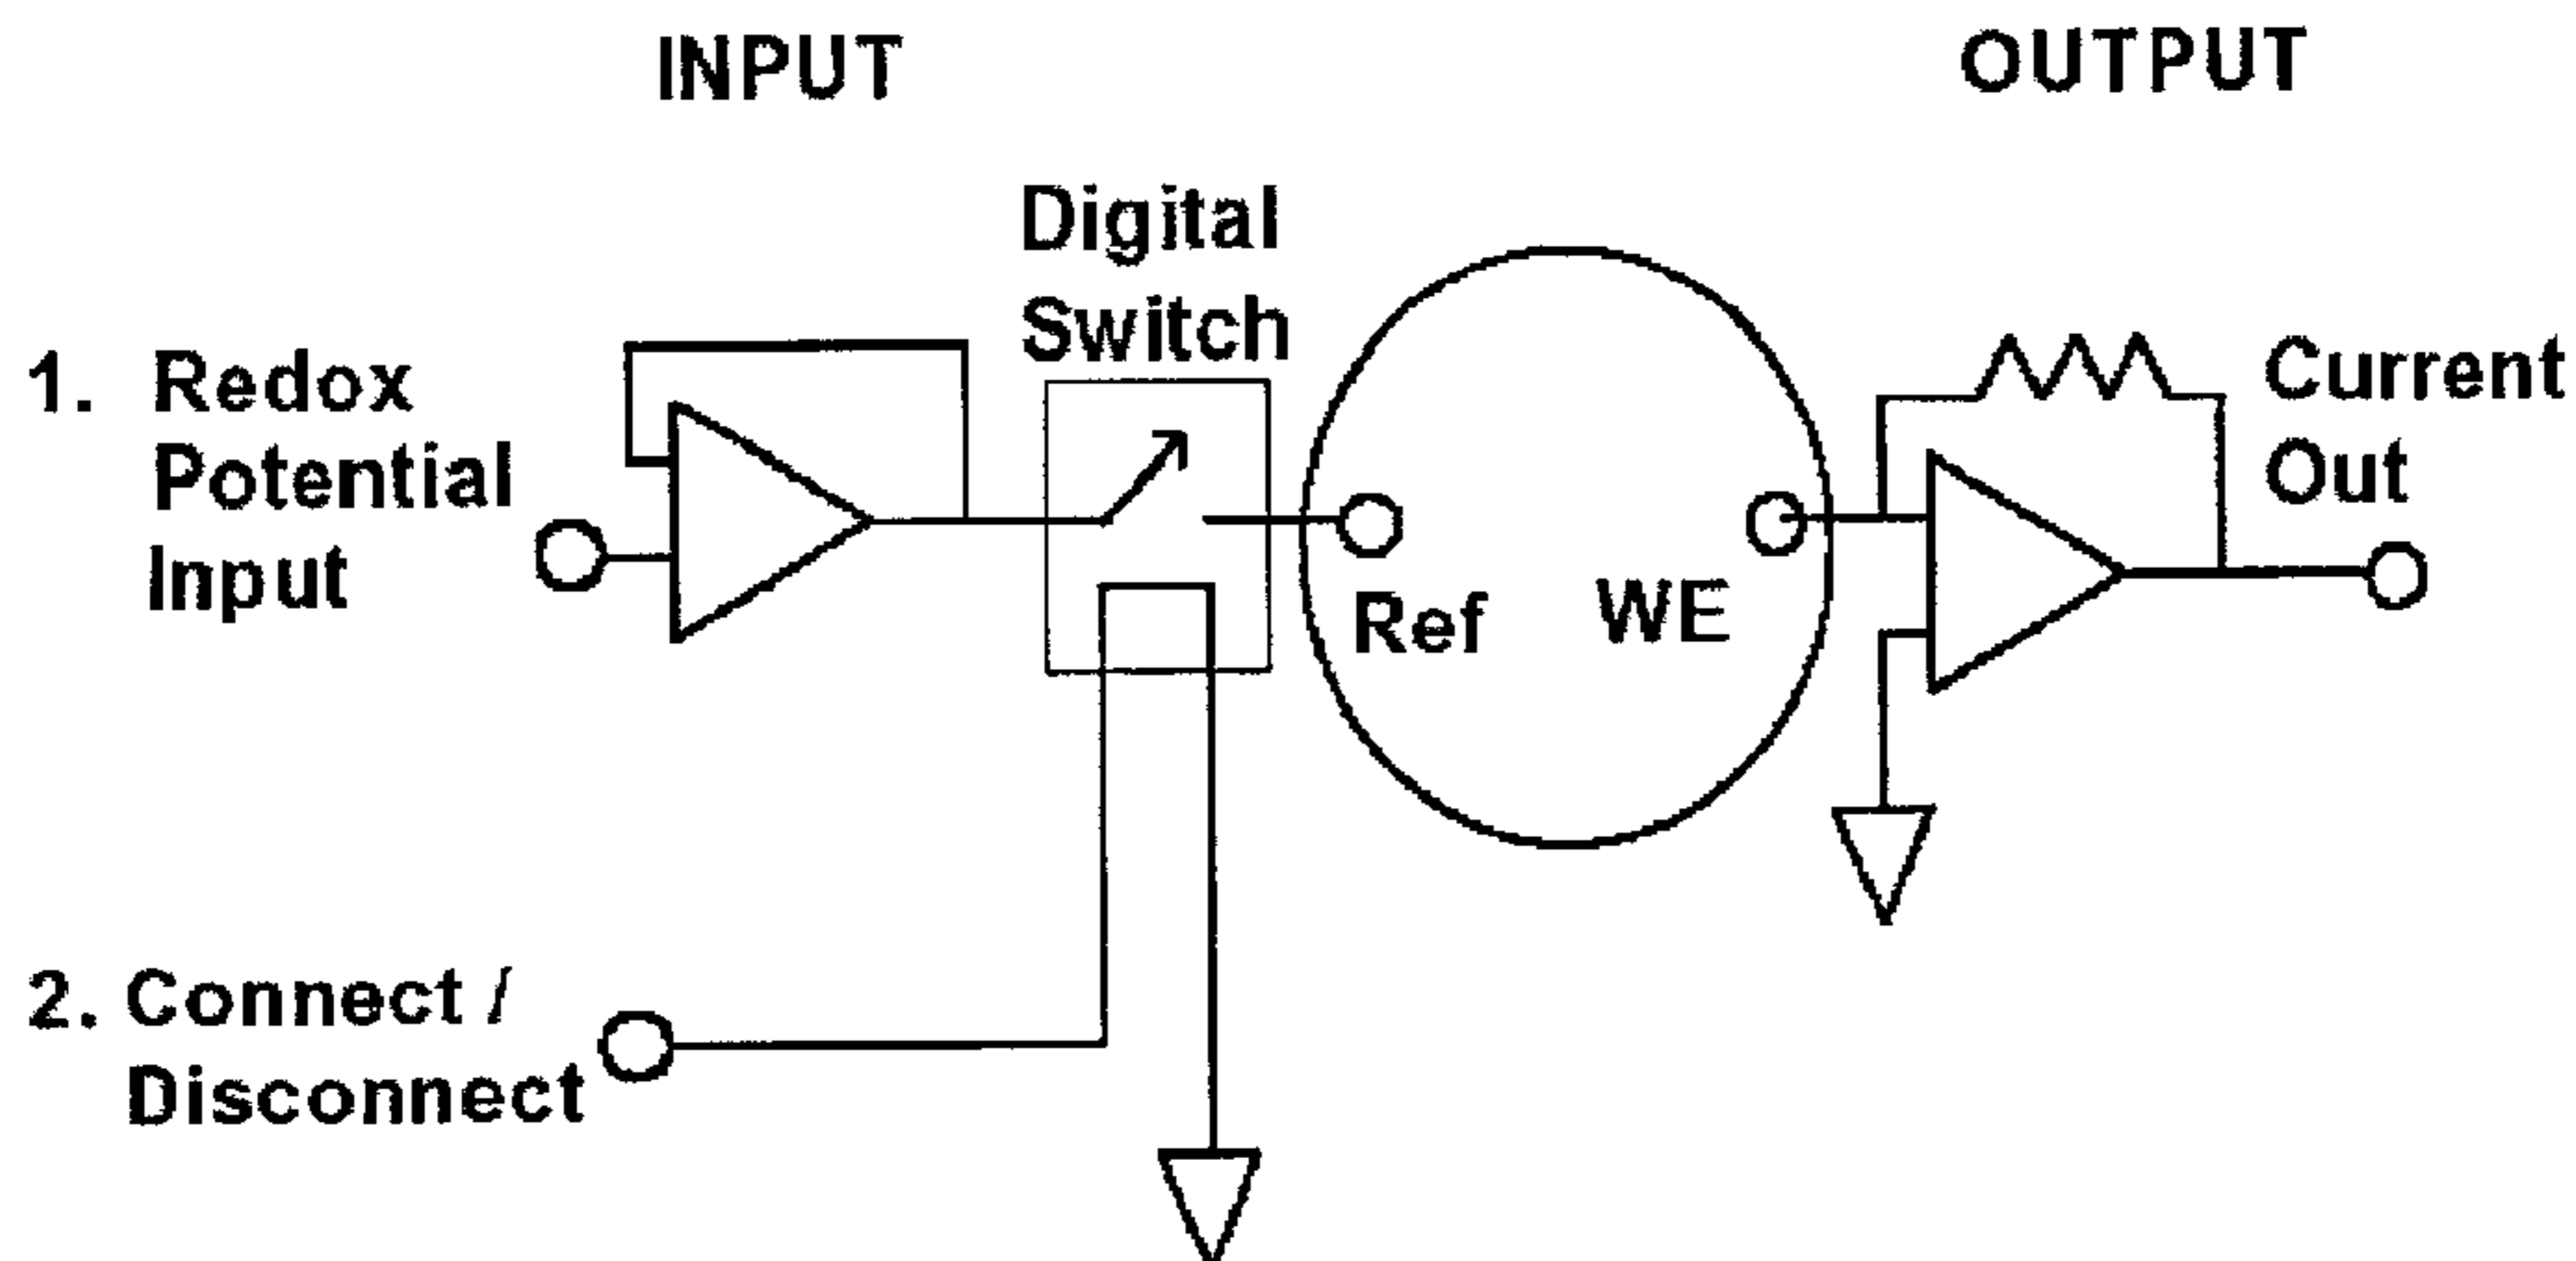 INPUT
OUTPUT
Digital
Switch
1. Redox
Potential
Input
Current
Out
Ref
WE
2. Connect /
Disconnect